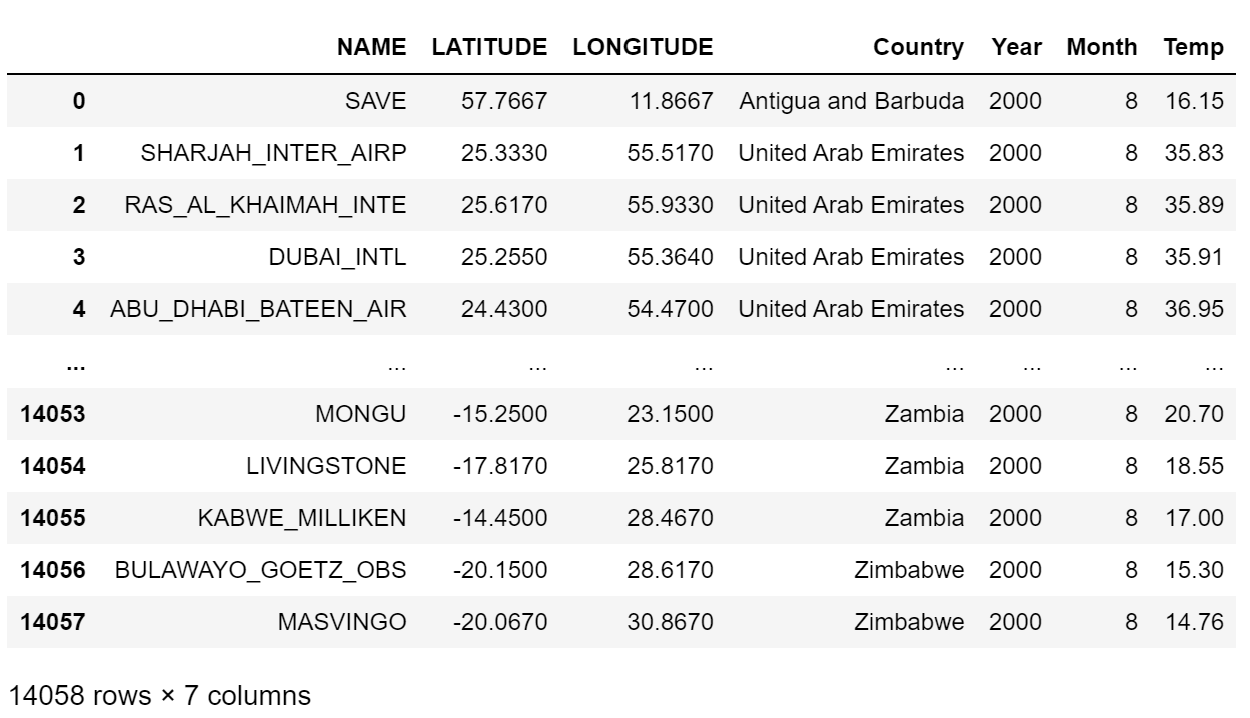 NAME LATITUDE LONGITUDE Country Year Month Temp
0 SAVE 57.7667 11.8667 Antigua and Barbuda 2000 8 16.15
1 SHARJAH_INTER_AIRP 25.3330 55.5170 United Arab Emirates 2000 8 35.83
2 RAS_AL_KHAIMAH_INTE 25.6170 55.9330 United Arab Emirates 2000 8 35.89
3 DUBAI_INTL 25.2550 55.3640 United Arab Emirates 2000 8 35.91
4 ABU_DHABI_BATEEN_AIR 24.4300 54.4700 United Arab Emirates 2000 8 36.95
... ... ... ... ... ... ... ...
14053 MONGU -15.2500 23.1500 Zambia 2000 8 20.70
14054 LIVINGSTONE -17.8170 25.8170 Zambia 2000 8 18.55
14055 KABWE_MILLIKEN -14.4500 28.4670 Zambia 2000 8 17.00
14056 BULAWAYO_GOETZ_OBS -20.1500 28.6170 Zimbabwe 2000 8 15.30
14057 MASVINGO -20.0670 30.8670 Zimbabwe 2000 8 14.76
14058 rows × 7 columns